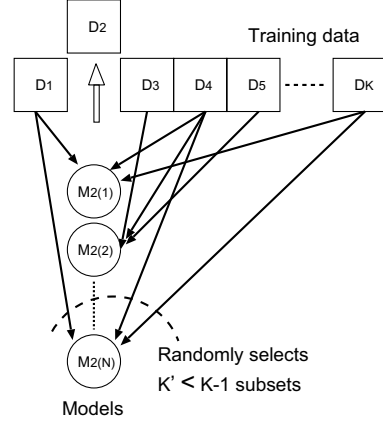 D2
Training data
D1
D3
D4
D5
DK
M2(1)
M2(2)
M2(N)
Randomly selects
K' < K-1 subsets
Models